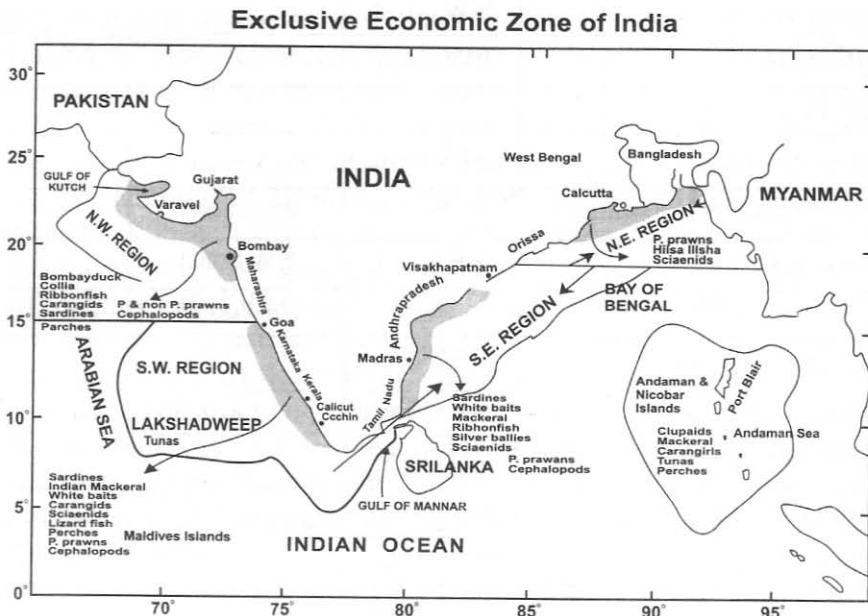 Exclusive Economic Zone of India
30°
25°
20°
15°
10°
5°
0°
PAKISTAN
GULF OF
KUTCH
Gujarat
Varavel
N.W. REGION
INDIA
West Bengal
Bangladesh
Calcutta
MYANMAR
N.E. REGION
P. prawns
Hilsa Illsha
Sciaenids
Orissa
Visakhapatnam
BAY OF
BENGAL
Bombay
Bombayduck
Collia
Ribbonfish
Carangids
Sardines
Parches
P & non P. prawns
Cephalopods
Maharashtra
Goa
Karnataka
Kerala
Calicut
Ccchin
ARABIAN SEA
S.W. REGION
LAKSHADWEEP
Tunas
Andhrapradesh
S.E. REGION
Madras
Tamil Nadu
Sardines
White baits
Mackeral
Ribhonfish
Silver ballies
Sciaenids
P. prawans
Cephalopods
SRILANKA
GULF OF MANNAR
Andaman &
Nicobar
Islands
Port Blair
Andaman Sea
Clupaids
Mackeral
Carangirls
Tunas
Perches
Sardines
Indian Mackeral
White baits
Carangids
Sciaenids
Lizard fish
Perches
P. prawns
Cephalopods
Maldives Islands
INDIAN OCEAN
70°
75°
80°
85°
90°
95°